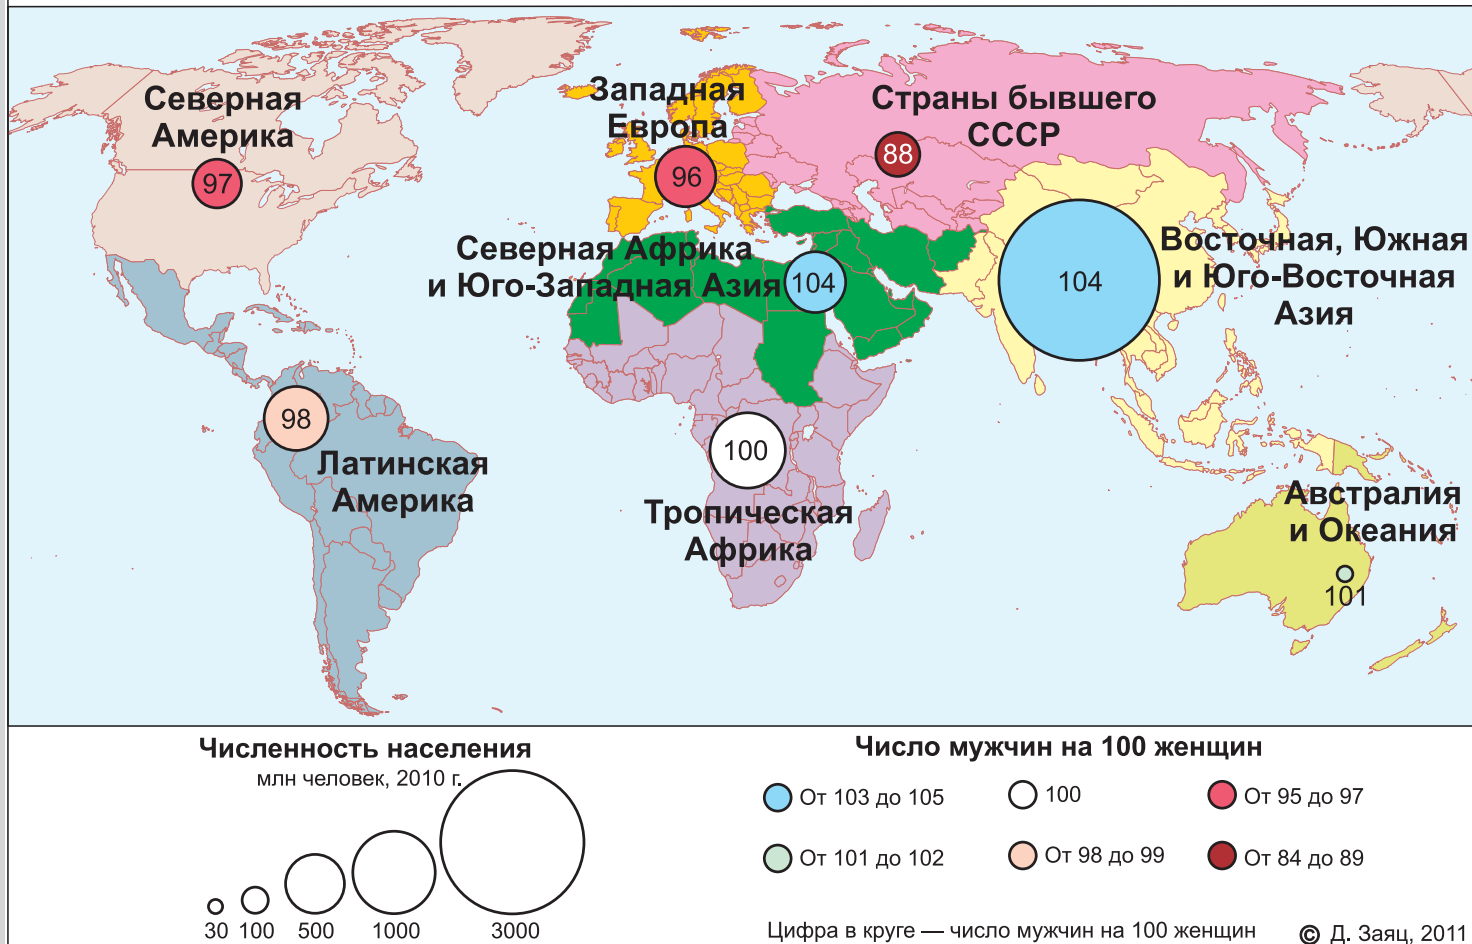 Северная
Америка
97
Западная
Европа
96
Страны бывшего
СССР
88
Северная Африка
и Юго-Западная Азия
104
Восточная, Южная
и Юго-Восточная
Азия
104
98
Латинская
Америка
100
Тропическая
Африка
Австралия
и Океания
101
Численность населения
млн человек, 2010 г.
30 100 500 1000 3000
Число мужчин на 100 женщин
От 103 до 105
100
От 95 до 97
От 101 до 102
От 98 до 99
От 84 до 89
Цифра в круге — число мужчин на 100 женщин
© Д. Заяц, 2011